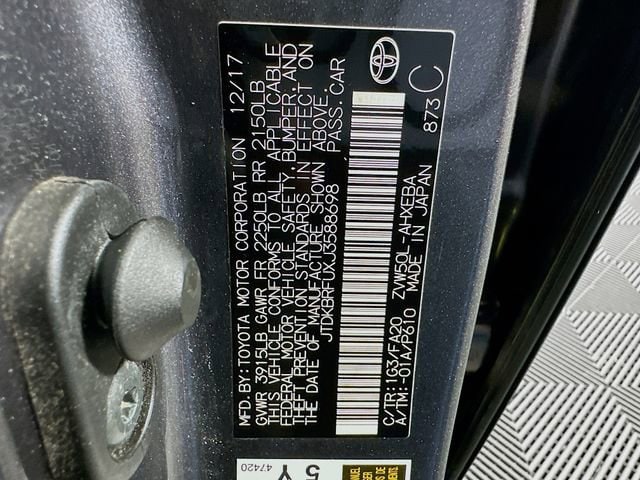 MFD. BY: TOYOTA MOTOR CORPORATION 12/17
GVWR 3915LB GAWR FR 2250LB RR 2150LB
THIS VEHICLE CONFORMS TO ALL APPLICABLE
FEDERAL MOTOR VEHICLE SAFETY, BUMPER, AND
THEFT PREVENTION STANDARDS IN EFFECT ON
THE DATE OF MANUFACTURE SHOWN ABOVE.
JTDKBRFUXJ3588698 PASS. CAR
C/TR: 1G3/FA20 ZVW50L-AHXEBA
A/TM: -01A/P610 MADE IN JAPAN 873 C
47420
5 Y